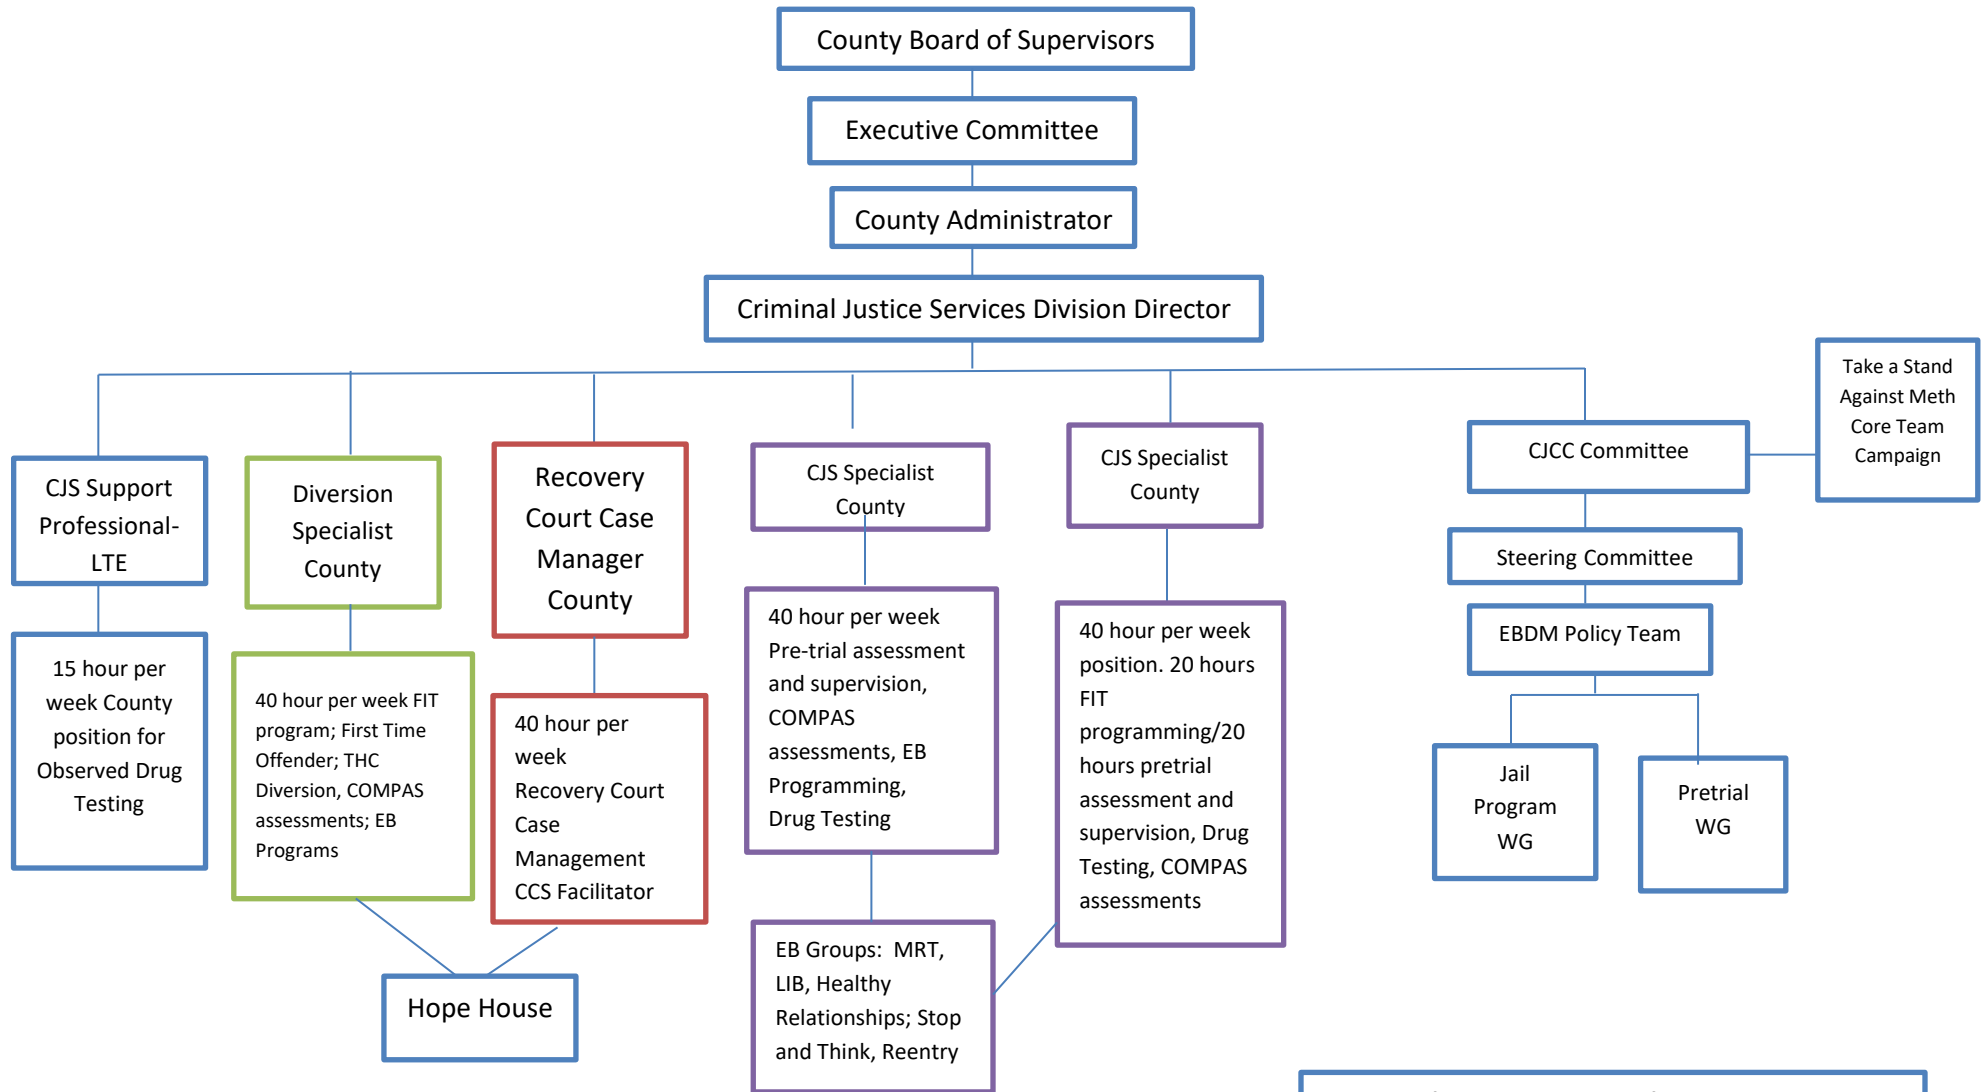 County Board of Supervisors
Executive Committee
County Administrator
Criminal Justice Services Division Director
Take a Stand
Against Meth
Core Team
Campaign
CJS Support
Professional-
LTE
Diversion
Specialist
County
Recovery
Court Case
Manager
County
CJS Specialist
County
CJS Specialist
County
CJCC Committee
Steering Committee
EBDM Policy Team
15 hour per
week County
position for
Observed Drug
Testing
40 hour per week FIT
program; First Time
Offender; THC
Diversion, COMPAS
assessments; EB
Programs
40 hour per
week
Recovery Court
Case
Management
CCS Facilitator
40 hour per week
Pre-trial assessment
and supervision,
COMPAS
assessments, EB
Programming,
Drug Testing
40 hour per week
position. 20 hours
FIT
programming/20
hours pretrial
assessment and
supervision, Drug
Testing, COMPAS
assessments
Jail
Program
WG
Pretrial
WG
Hope House
EB Groups: MRT,
LIB, Healthy
Relationships; Stop
and Think, Reentry